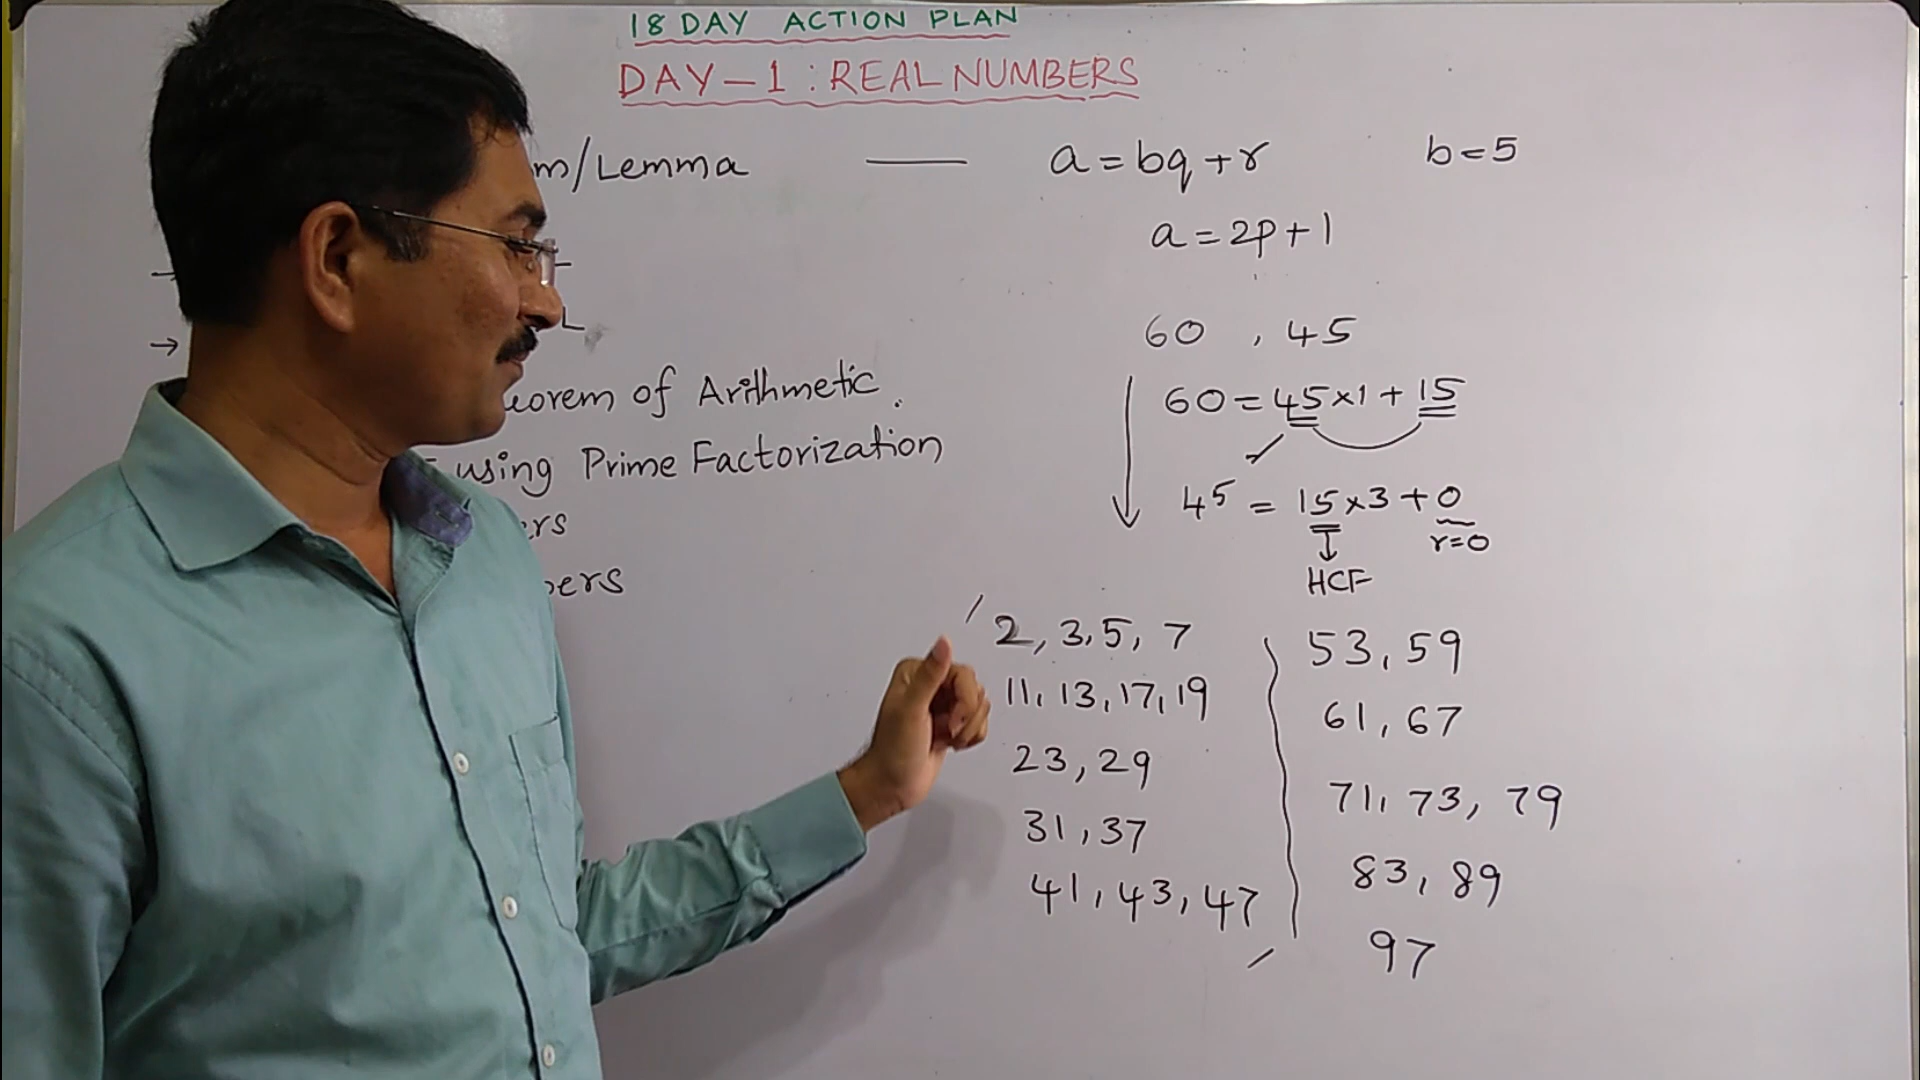 18 DAY ACTION PLAN
DAY-1: REAL NUMBERS
m/Lemma — a = bq + r b = 5
a = 2p + 1
60 , 45
eorem of Arithmetic.
60 = 45 × 1 + 15
using Prime Factorization
45 = 15 × 3 + 0
ers
r = 0
bers
HCF
2, 3, 5, 7
11, 13, 17, 19
23, 29
31, 37
41, 43, 47
53, 59
61, 67
71, 73, 79
83, 89
97